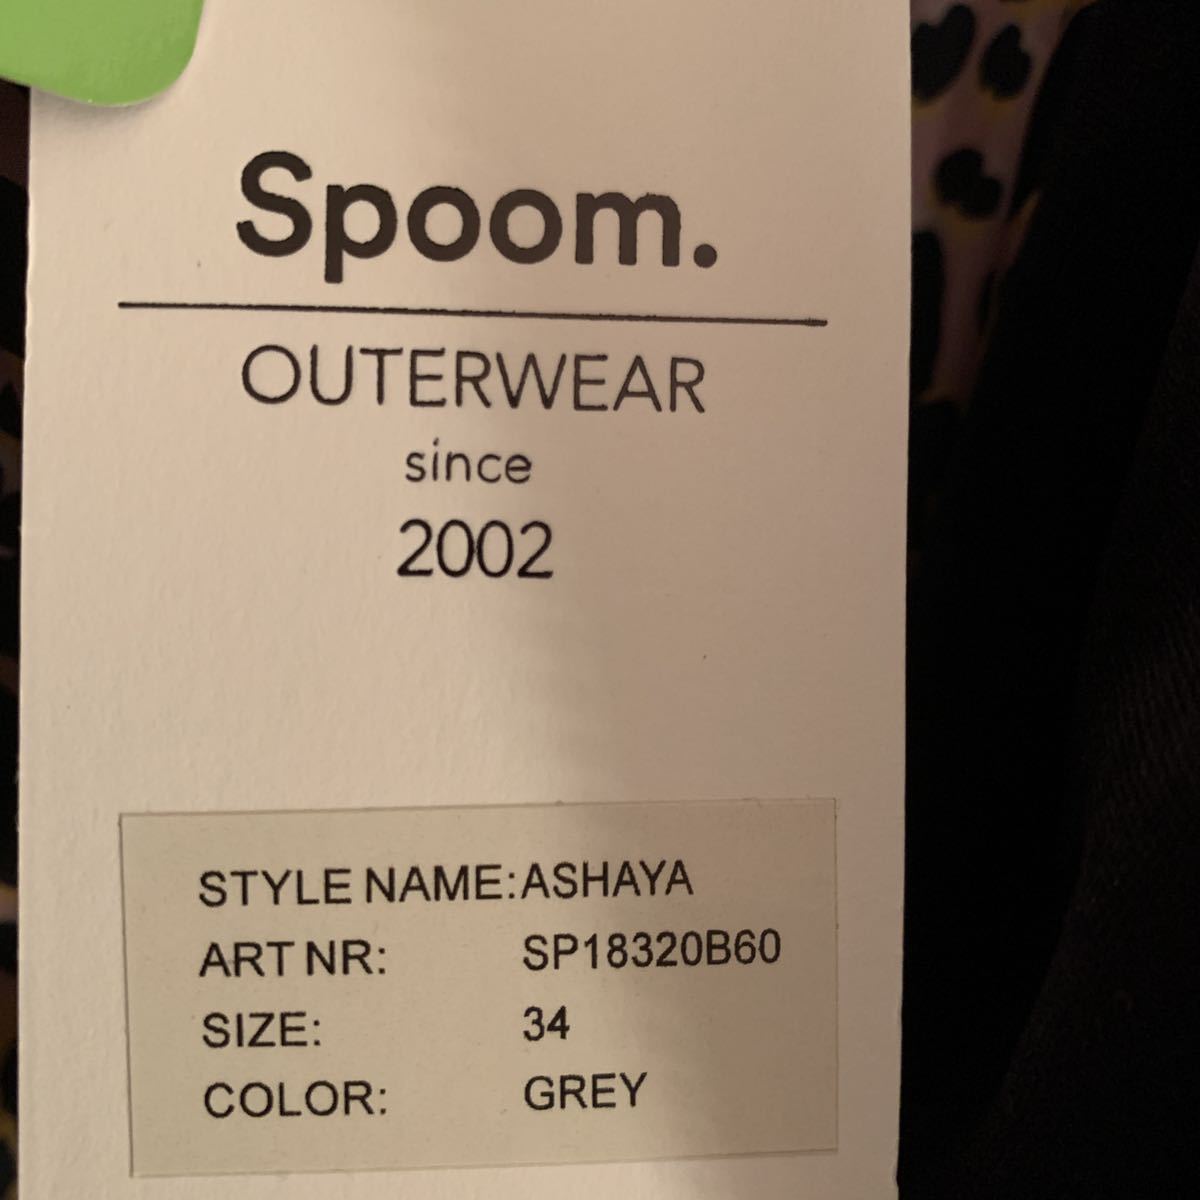 Spoom.
OUTERWEAR
since
2002
STYLE NAME:ASHAYA
ART NR: SP18320B60
SIZE: 34
COLOR: GREY